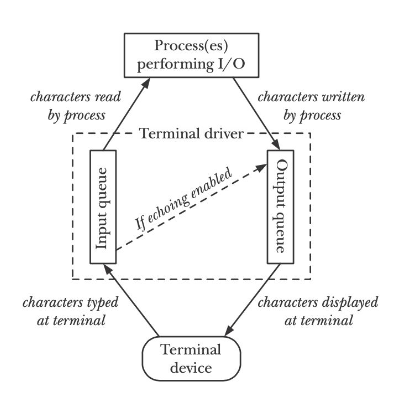 Process(es)
performing I/O
characters read
by process
characters written
by process
Terminal driver
Input queue
If echoing enabled
Output queue
characters typed
at terminal
characters displayed
at terminal
Terminal
device